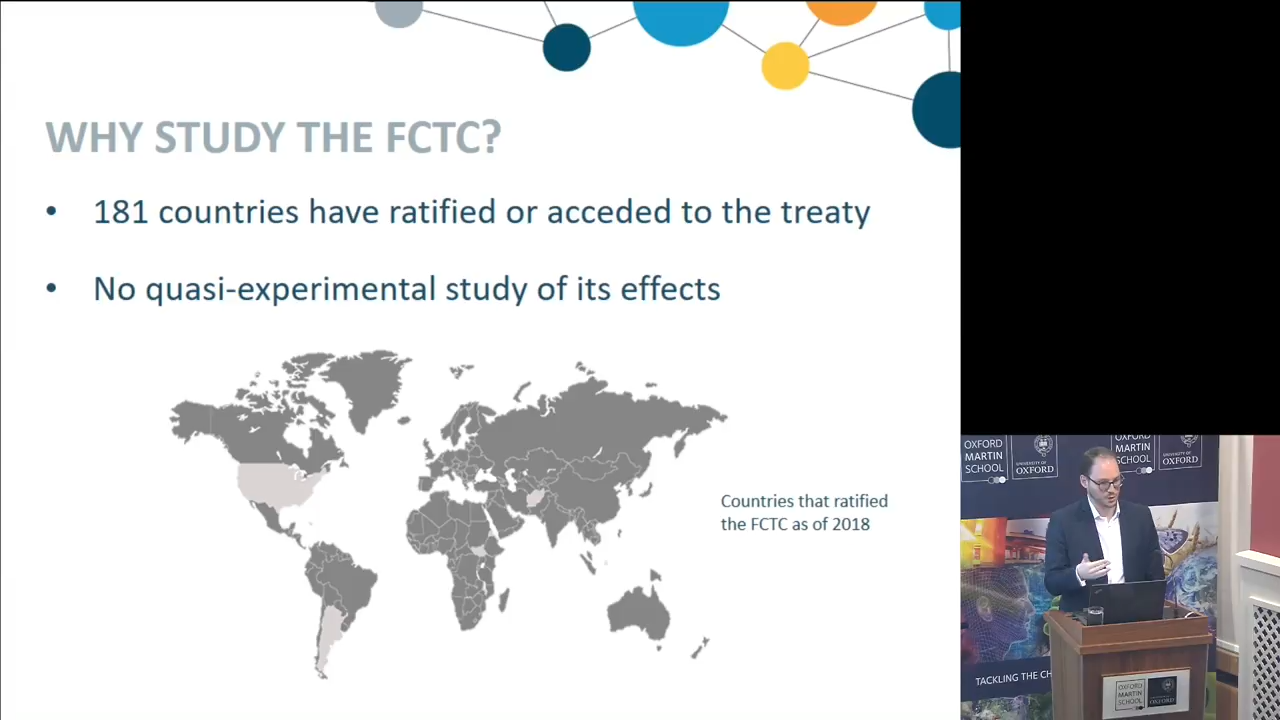 WHY STUDY THE FCTC?
• 181 countries have ratified or acceded to the treaty
• No quasi-experimental study of its effects
Countries that ratified
the FCTC as of 2018
OXFORD
MARTIN
SCHOOL
UNIVERSITY OF
OXFORD
OXFORD
MARTIN
SCHOOL
UNIVERSITY OF
OXFORD
TACKLING THE CH
OXFORD
MARTIN
SCHOOL
OXFORD